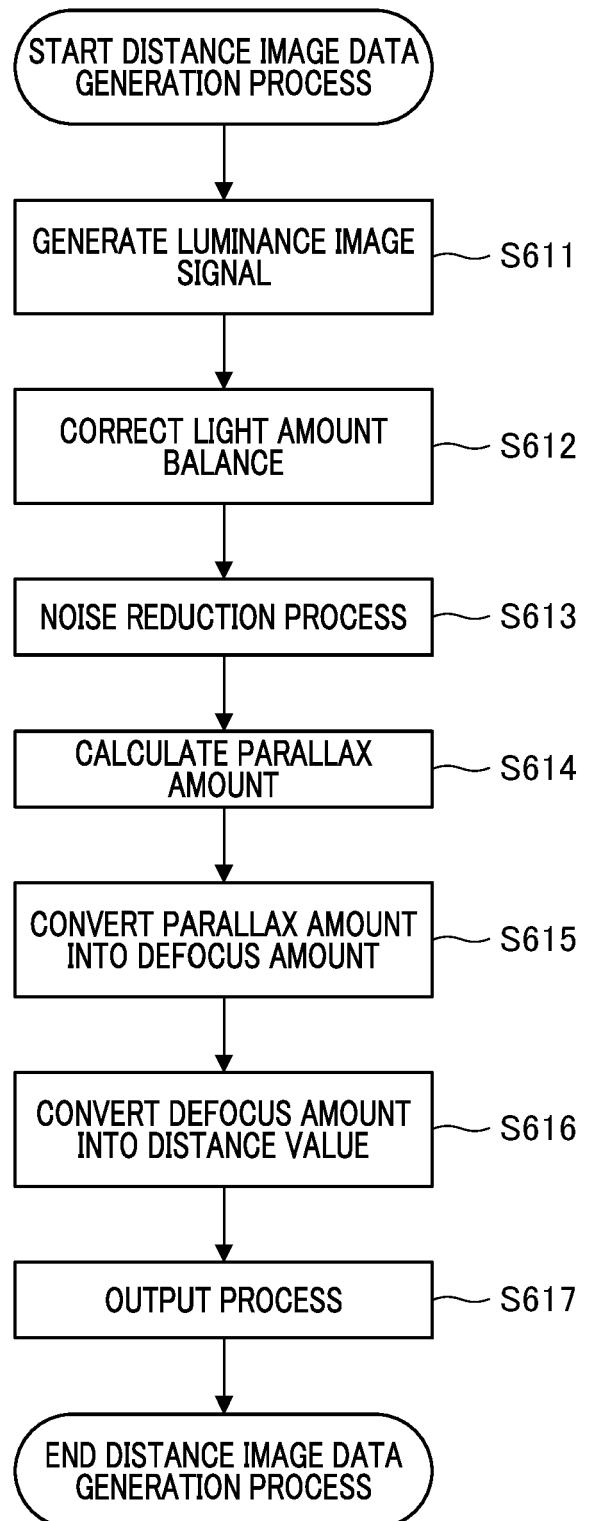 START DISTANCE IMAGE DATA
GENERATION PROCESS
GENERATE LUMINANCE IMAGE
SIGNAL
S611
CORRECT LIGHT AMOUNT
BALANCE
S612
NOISE REDUCTION PROCESS
S613
CALCULATE PARALLAX
AMOUNT
S614
CONVERT PARALLAX AMOUNT
INTO DEFOCUS AMOUNT
S615
CONVERT DEFOCUS AMOUNT
INTO DISTANCE VALUE
S616
OUTPUT PROCESS
S617
END DISTANCE IMAGE DATA
GENERATION PROCESS